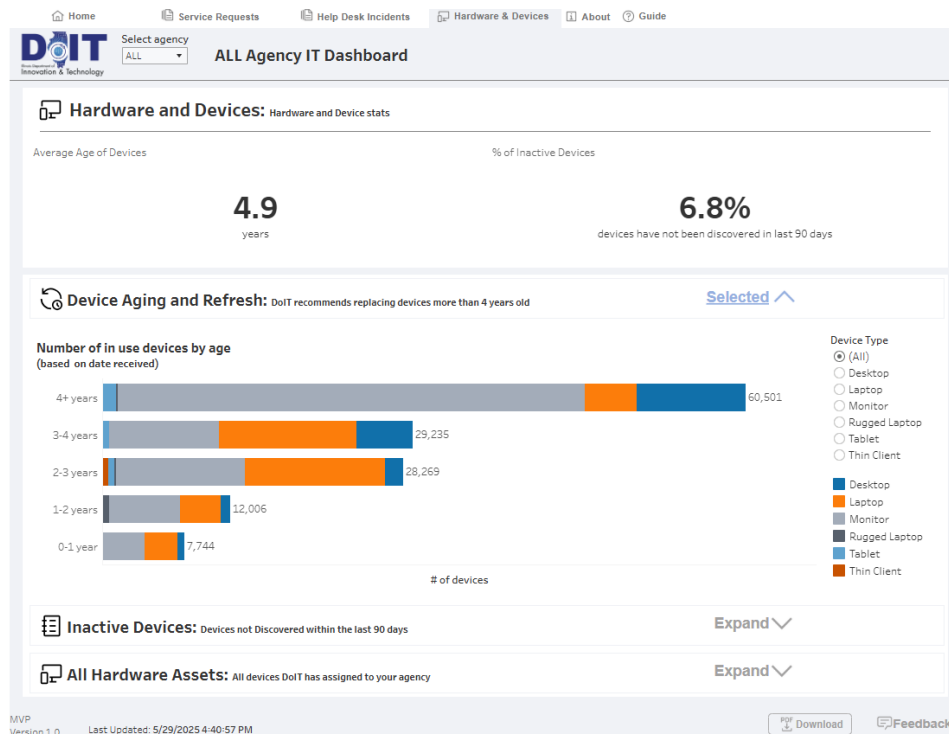 Home
Service Requests
Help Desk Incidents
Hardware & Devices
About
Guide
DoIT
Innovation & Technology
Select agency
ALL
ALL Agency IT Dashboard
Hardware and Devices: Hardware and Device stats
Average Age of Devices
% of Inactive Devices
4.9
6.8%
years
devices have not been discovered in last 90 days
Device Aging and Refresh: DoIT recommends replacing devices more than 4 years old
Selected
Number of in use devices by age
(based on date received)
4+ years
60,501
3-4 years
29,235
2-3 years
28,269
1-2 years
12,006
0-1 year
7,744
# of devices
Device Type
(All)
Desktop
Laptop
Monitor
Rugged Laptop
Tablet
Thin Client
Desktop
Laptop
Monitor
Rugged Laptop
Tablet
Thin Client
Inactive Devices: Devices not Discovered within the last 90 days
Expand
All Hardware Assets: All devices DoIT has assigned to your agency
Expand
MVP
Version 1.0
Last Updated: 5/29/2025 4:40:57 PM
PDF
Download
Feedback